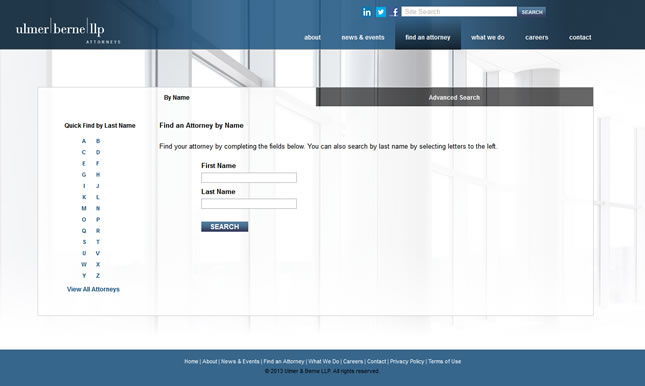 in f Site Search SEARCH
ulmer|berne|llp
ATTORNEYS
about news & events find an attorney what we do careers contact
By Name Advanced Search
Quick Find by Last Name
A B
C D
E F
G H
I J
K L
M N
O P
Q R
S T
U V
W X
Y Z
View All Attorneys
Find an Attorney by Name
Find your attorney by completing the fields below. You can also search by last name by selecting letters to the left.
First Name
Last Name
SEARCH
Home | About | News & Events | Find an Attorney | What We Do | Careers | Contact | Privacy Policy | Terms of Use
© 2013 Ulmer & Berne LLP. All rights reserved.